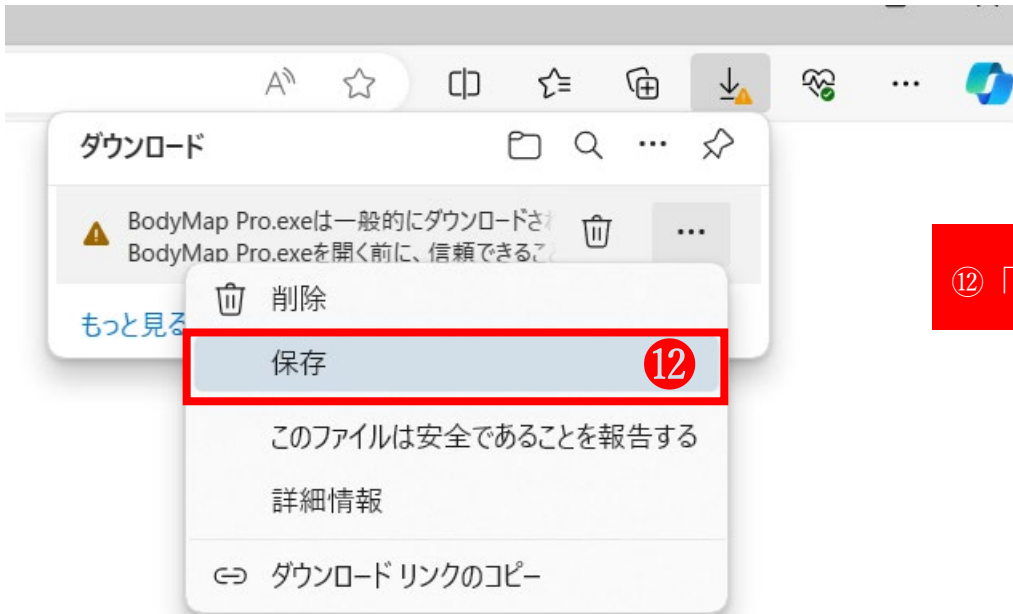 A
ダウンロード
BodyMap Pro.exeは一般的にダウンロードされ
BodyMap Pro.exeを開く前に、信頼できるこ
もっと見る
削除
保存
⑫
このファイルは安全であることを報告する
詳細情報
ダウンロード リンクのコピー
⑫「